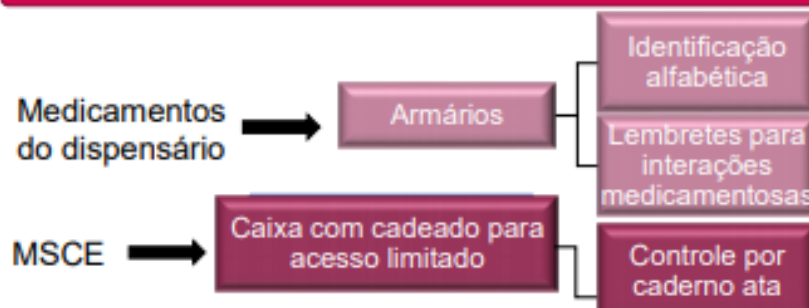 Medicamentos
do dispensário
Armários
Identificação
alfabética
Lembretes para
interações
medicamentosas
MSCE
Caixa com cadeado para
acesso limitado
Controle por
caderno ata